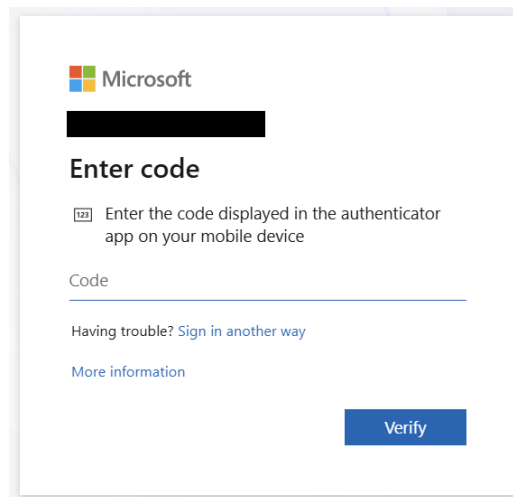 Microsoft
Enter code
123 Enter the code displayed in the authenticator
app on your mobile device
Code
Having trouble? Sign in another way
More information
Verify